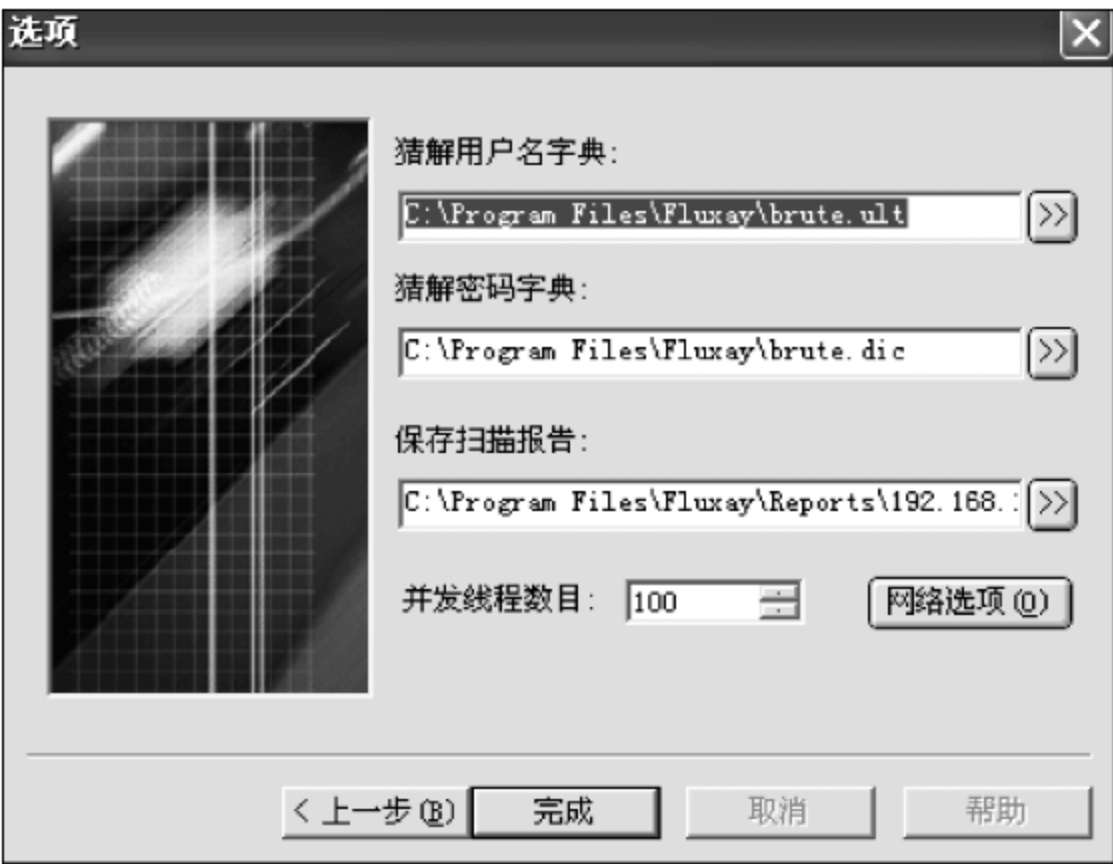 选项
猜解用户名字典:
C:\Program Files\Fluxay\brute.ult
>>
猜解密码字典:
C:\Program Files\Fluxay\brute.dic
>>
保存扫描报告:
C:\Program Files\Fluxay\Reports\192.168.
>>
并发线程数目: 100 网络选项(O)
< 上一步(B) 完成 取消 帮助